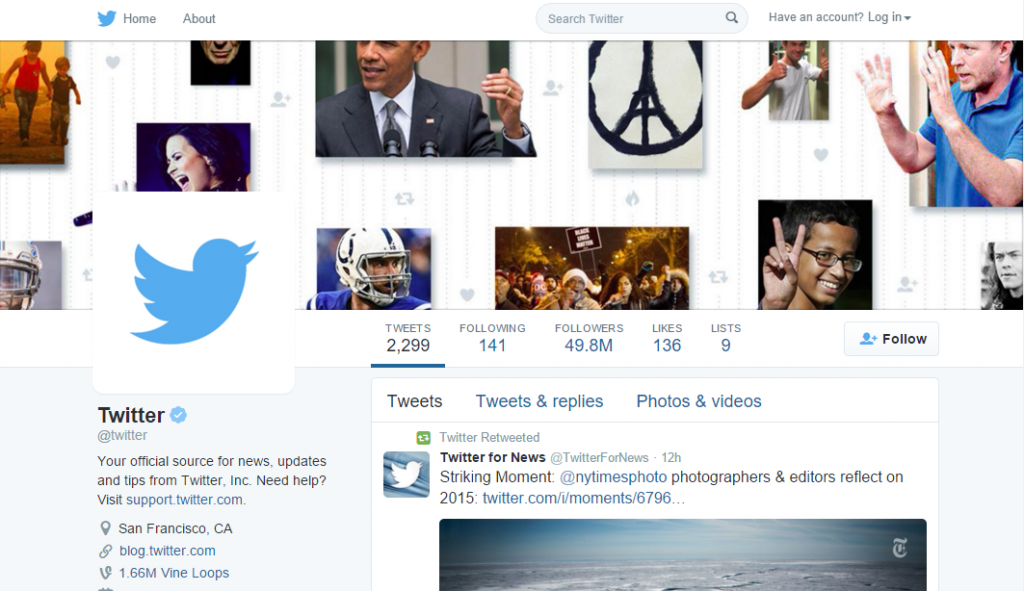 Home About Search Twitter Have an account? Log in
BLACK LIVES MATTER
TWEETS FOLLOWING FOLLOWERS LIKES LISTS
2,299 141 49.8M 136 9 Follow
Twitter
@twitter
Your official source for news, updates
and tips from Twitter, Inc. Need help?
Visit support.twitter.com.
San Francisco, CA
blog.twitter.com
1.66M Vine Loops
Tweets Tweets & replies Photos & videos
Twitter Retweeted
Twitter for News @TwitterForNews · 12h
Striking Moment: @nytimesphoto photographers & editors reflect on
2015: twitter.com/i/moments/6796…
T